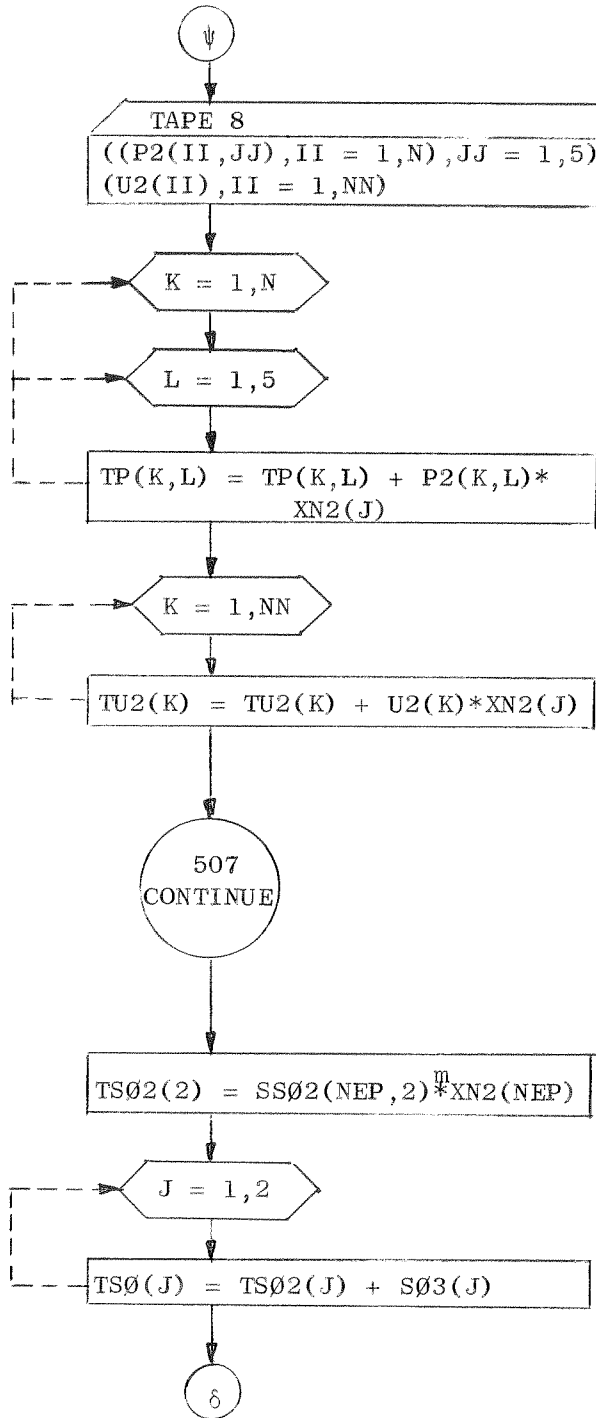 ψ
TAPE 8
((P2(II,JJ),II = 1,N),JJ = 1,5)
(U2(II),II = 1,NN)
K = 1,N
L = 1,5
TP(K,L) = TP(K,L) + P2(K,L)*
XN2(J)
K = 1,NN
TU2(K) = TU2(K) + U2(K)*XN2(J)
507
CONTINUE
m
TSØ2(2) = SSØ2(NEP,2)*XN2(NEP)
J = 1,2
TSØ(J) = TSØ2(J) + SØ3(J)
δ